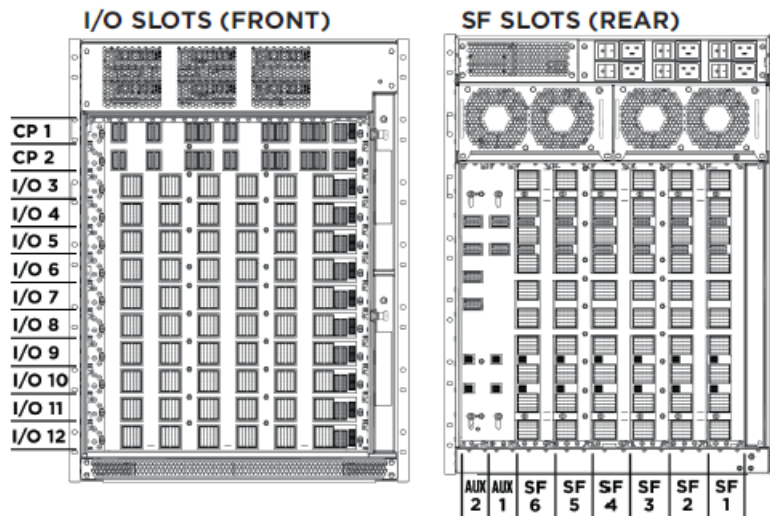 I/O SLOTS (FRONT)
CP 1
CP 2
I/O 3
I/O 4
I/O 5
I/O 6
I/O 7
I/O 8
I/O 9
I/O 10
I/O 11
I/O 12
SF SLOTS (REAR)
AUX 2
AUX 1
SF 6
SF 5
SF 4
SF 3
SF 2
SF 1